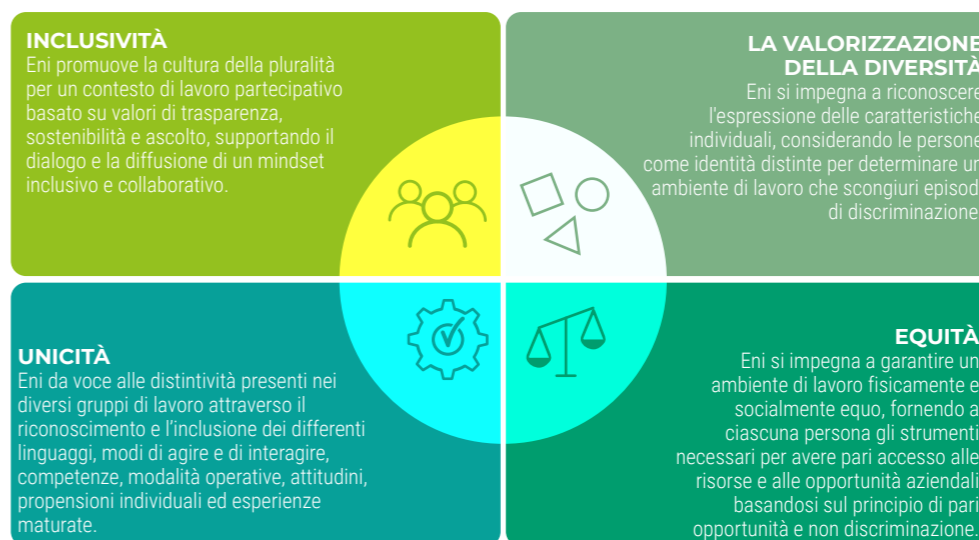 INCLUSIVITÀ
Eni promuove la cultura della pluralità
per un contesto di lavoro partecipativo
basato su valori di trasparenza,
sostenibilità e ascolto, supportando il
dialogo e la diffusione di un mindset
inclusivo e collaborativo.
LA VALORIZZAZIONE
DELLA DIVERSITÀ
Eni si impegna a riconoscere
l'espressione delle caratteristiche
individuali, considerando le persone
come identità distinte per determinare un
ambiente di lavoro che scongiuri episod
di discriminazione
UNICITÀ
Eni da voce alle distintività presenti nei
diversi gruppi di lavoro attraverso il
riconoscimento e l'inclusione dei differenti
linguaggi, modi di agire e di interagire,
competenze, modalità operative, attitudini,
propensioni individuali ed esperienze
maturate.
EQUITÀ
Eni si impegna a garantire un
ambiente di lavoro fisicamente e
socialmente equo, fornendo a
ciascuna persona gli strumenti
necessari per avere pari accesso alle
risorse e alle opportunità aziendali
basandosi sul principio di pari
opportunità e non discriminazione.